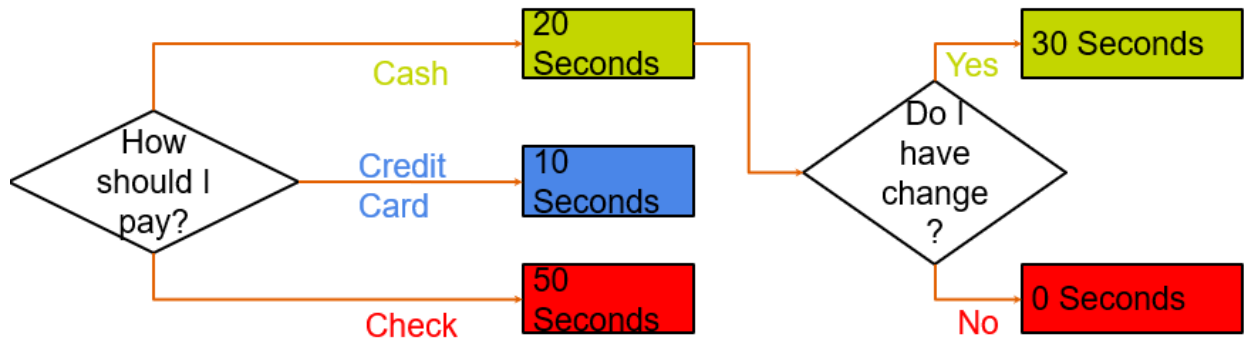 How
should I
pay?
Cash
20
Seconds
Credit
Card
10
Seconds
Check
50
Seconds
Do I
have
change
?
Yes
30 Seconds
No
0 Seconds